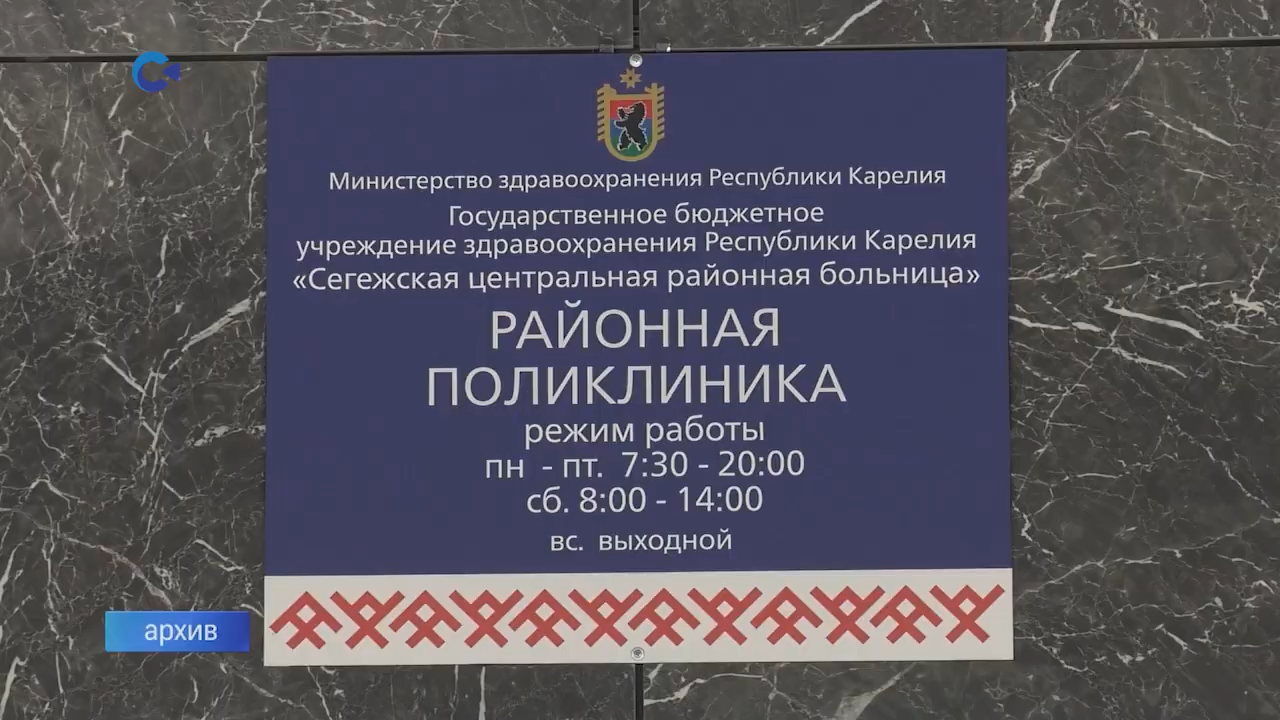 Министерство здравоохранения Республики Карелия
Государственное бюджетное
учреждение здравоохранения Республики Карелия
«Сегежская центральная районная больница»
РАЙОННАЯ
ПОЛИКЛИНИКА
режим работы
пн - пт. 7:30 - 20:00
сб. 8:00 - 14:00
вс. выходной
архив